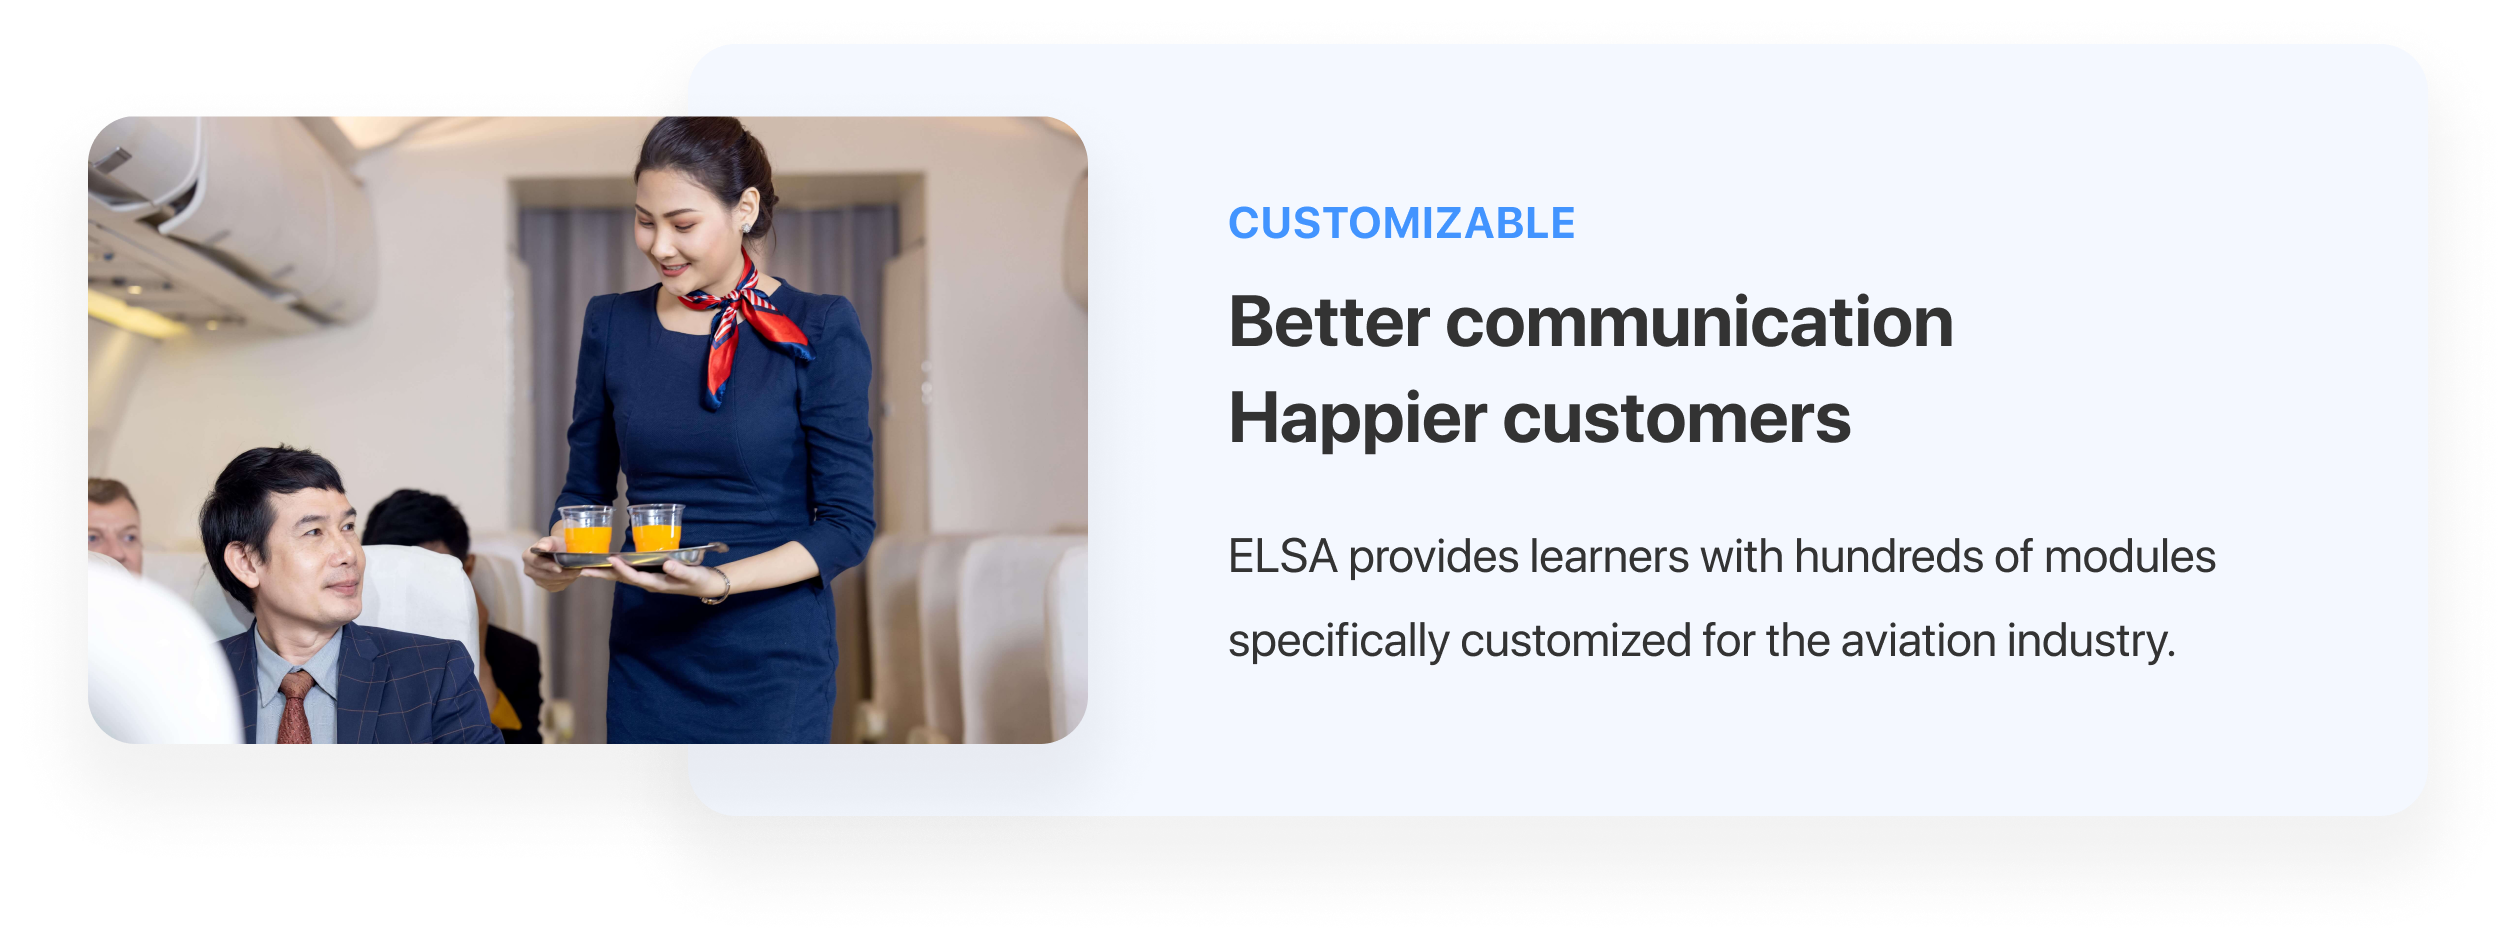 CUSTOMIZABLE
Better communication
Happier customers
ELSA provides learners with hundreds of modules
specifically customized for the aviation industry.